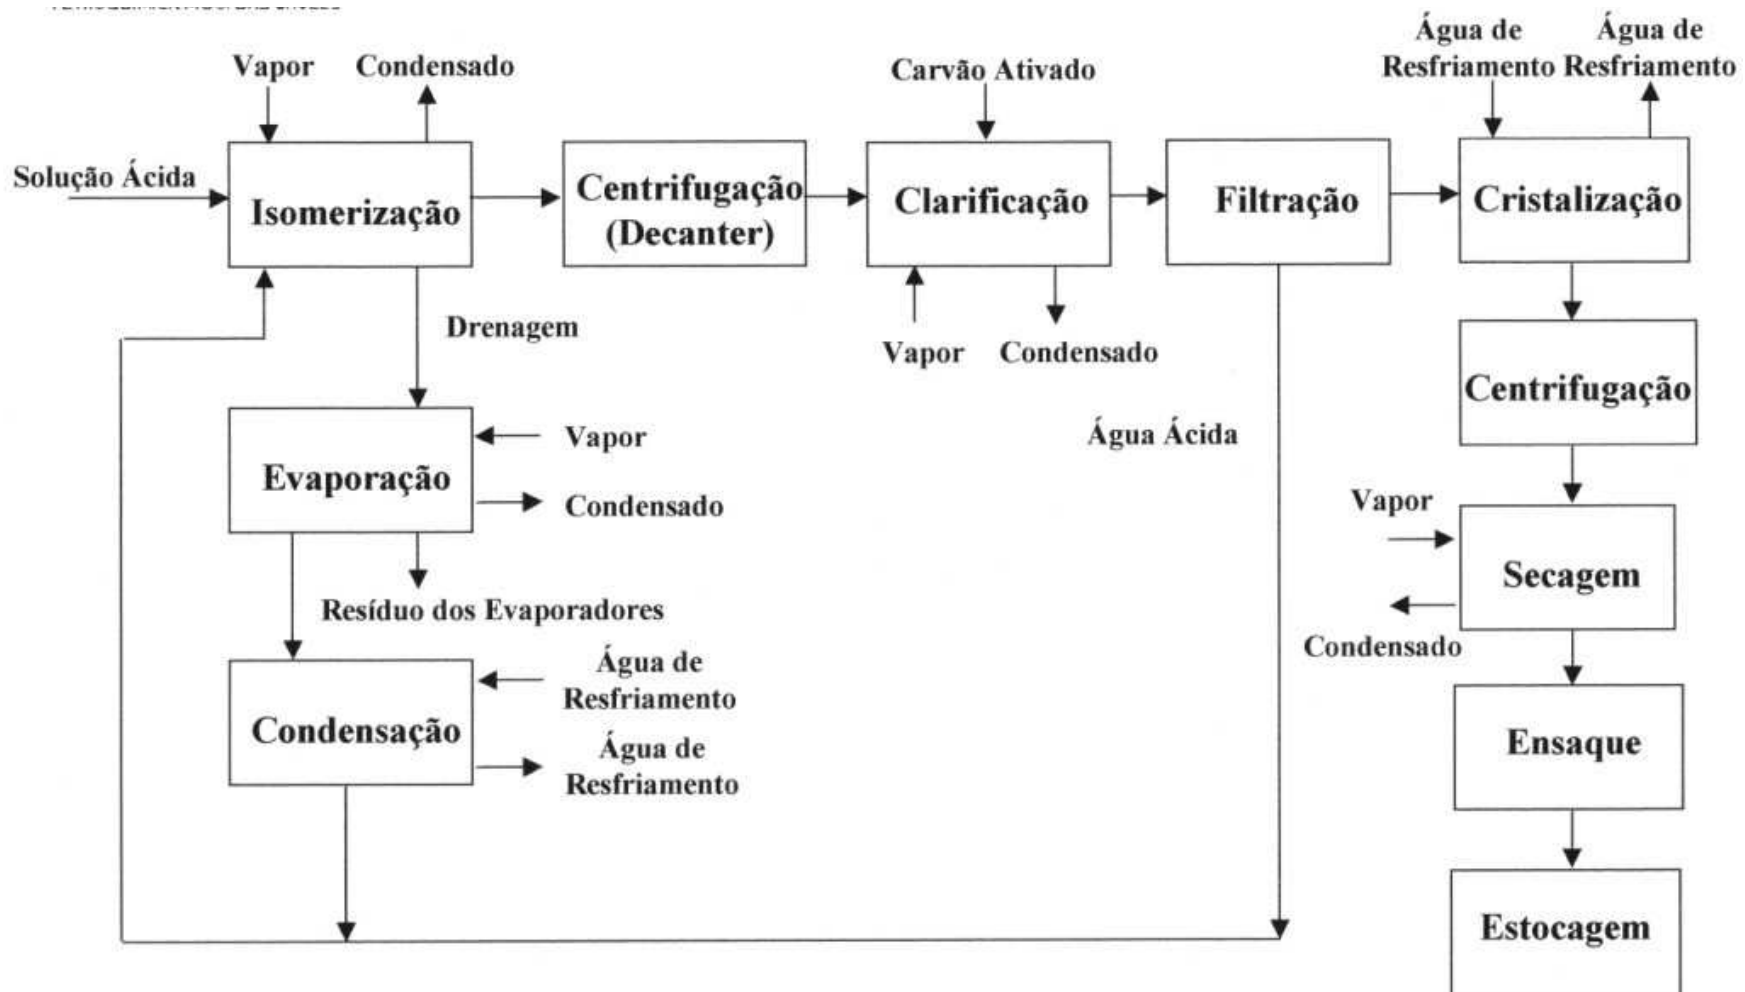 Vapor
Condensado
Carvão Ativado
Água de
Resfriamento
Água de
Resfriamento
Solução Ácida
Isomerização
Centrifugação
(Decanter)
Clarificação
Filtração
Cristalização
Drenagem
Vapor
Condensado
Centrifugação
Água Ácida
Evaporação
Vapor
Condensado
Vapor
Secagem
Condensado
Resíduo dos Evaporadores
Condensação
Água de
Resfriamento
Água de
Resfriamento
Ensaque
Estocagem